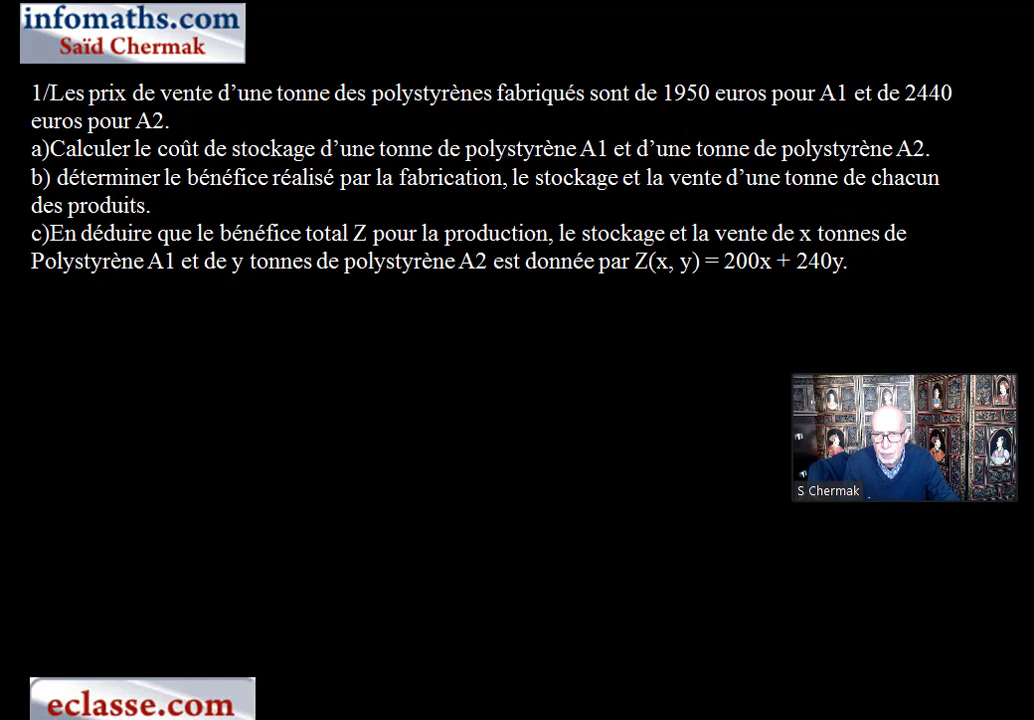 infomaths.com
Saïd Chermak
1/Les prix de vente d’une tonne des polystyrènes fabriqués sont de 1950 euros pour A1 et de 2440
euros pour A2.
a)Calculer le coût de stockage d’une tonne de polystyrène A1 et d’une tonne de polystyrène A2.
b) déterminer le bénéfice réalisé par la fabrication, le stockage et la vente d’une tonne de chacun
des produits.
c)En déduire que le bénéfice total Z pour la production, le stockage et la vente de x tonnes de
Polystyrène A1 et de y tonnes de polystyrène A2 est donnée par Z(x, y) = 200x + 240y.
S Chermak
eclasse.com